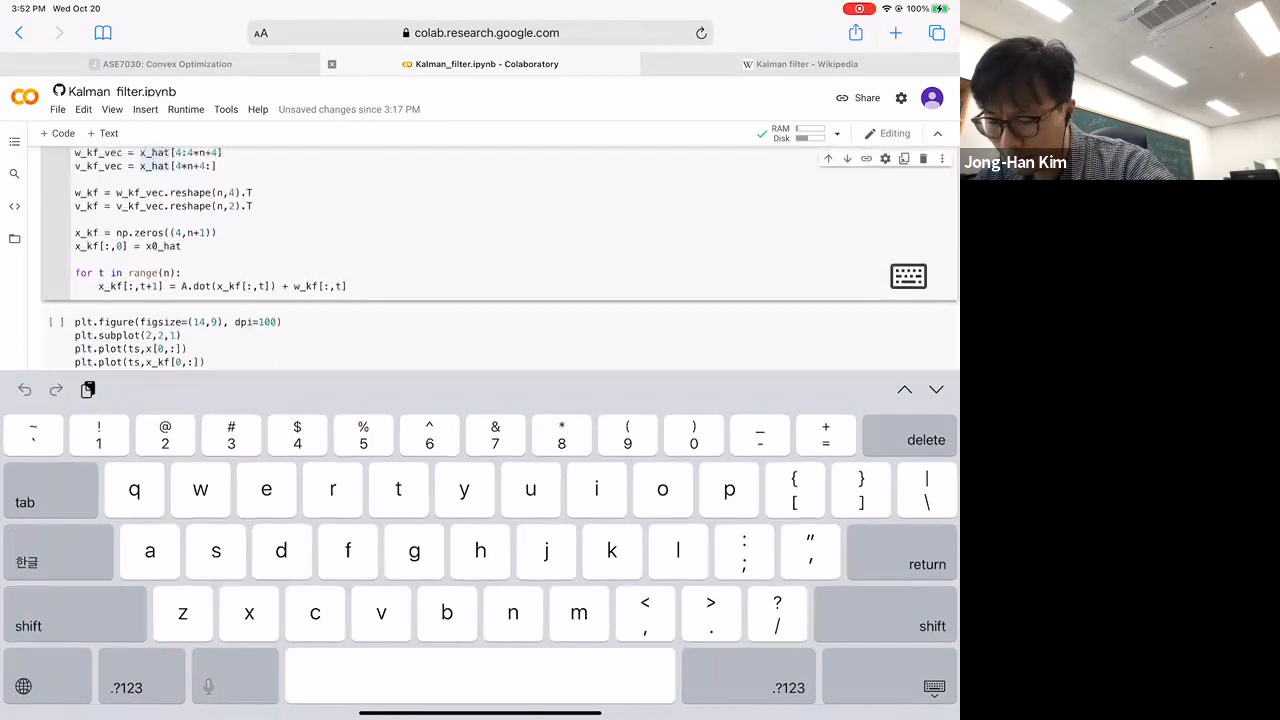 3:52 PM Wed Oct 20
100%
AA
colab.research.google.com
ASE7030: Convex Optimization
Kalman_filter.ipynb - Colaboratory
W Kalman filter - Wikipedia
Kalman_filter.ipynb
File Edit View Insert Runtime Tools Help Unsaved changes since 3:17 PM
Share
+ Code + Text
RAM
Disk
Editing
w_kf_vec = x_hat[4:4*n+4]
v_kf_vec = x_hat[4*n+4:]
w_kf = w_kf_vec.reshape(n,4).T
v_kf = v_kf_vec.reshape(n,2).T
x_kf = np.zeros((4,n+1))
x_kf[:,0] = x0_hat
for t in range(n):
x_kf[:,t+1] = A.dot(x_kf[:,t]) + w_kf[:,t]
[ ] plt.figure(figsize=(14,9), dpi=100)
plt.subplot(2,2,1)
plt.plot(ts,x[0,:])
plt.plot(ts,x_kf[0,:])
~ ! @ # $ % ^ & * ( ) _ +
` 1 2 3 4 5 6 7 8 9 0 - = delete
tab q w e r t y u i o p { [ } ] | \
한글 a s d f g h j k l : ; " ' return
shift z x c v b n m < , > . ? / shift
.?123 .?123
Jong-Han Kim